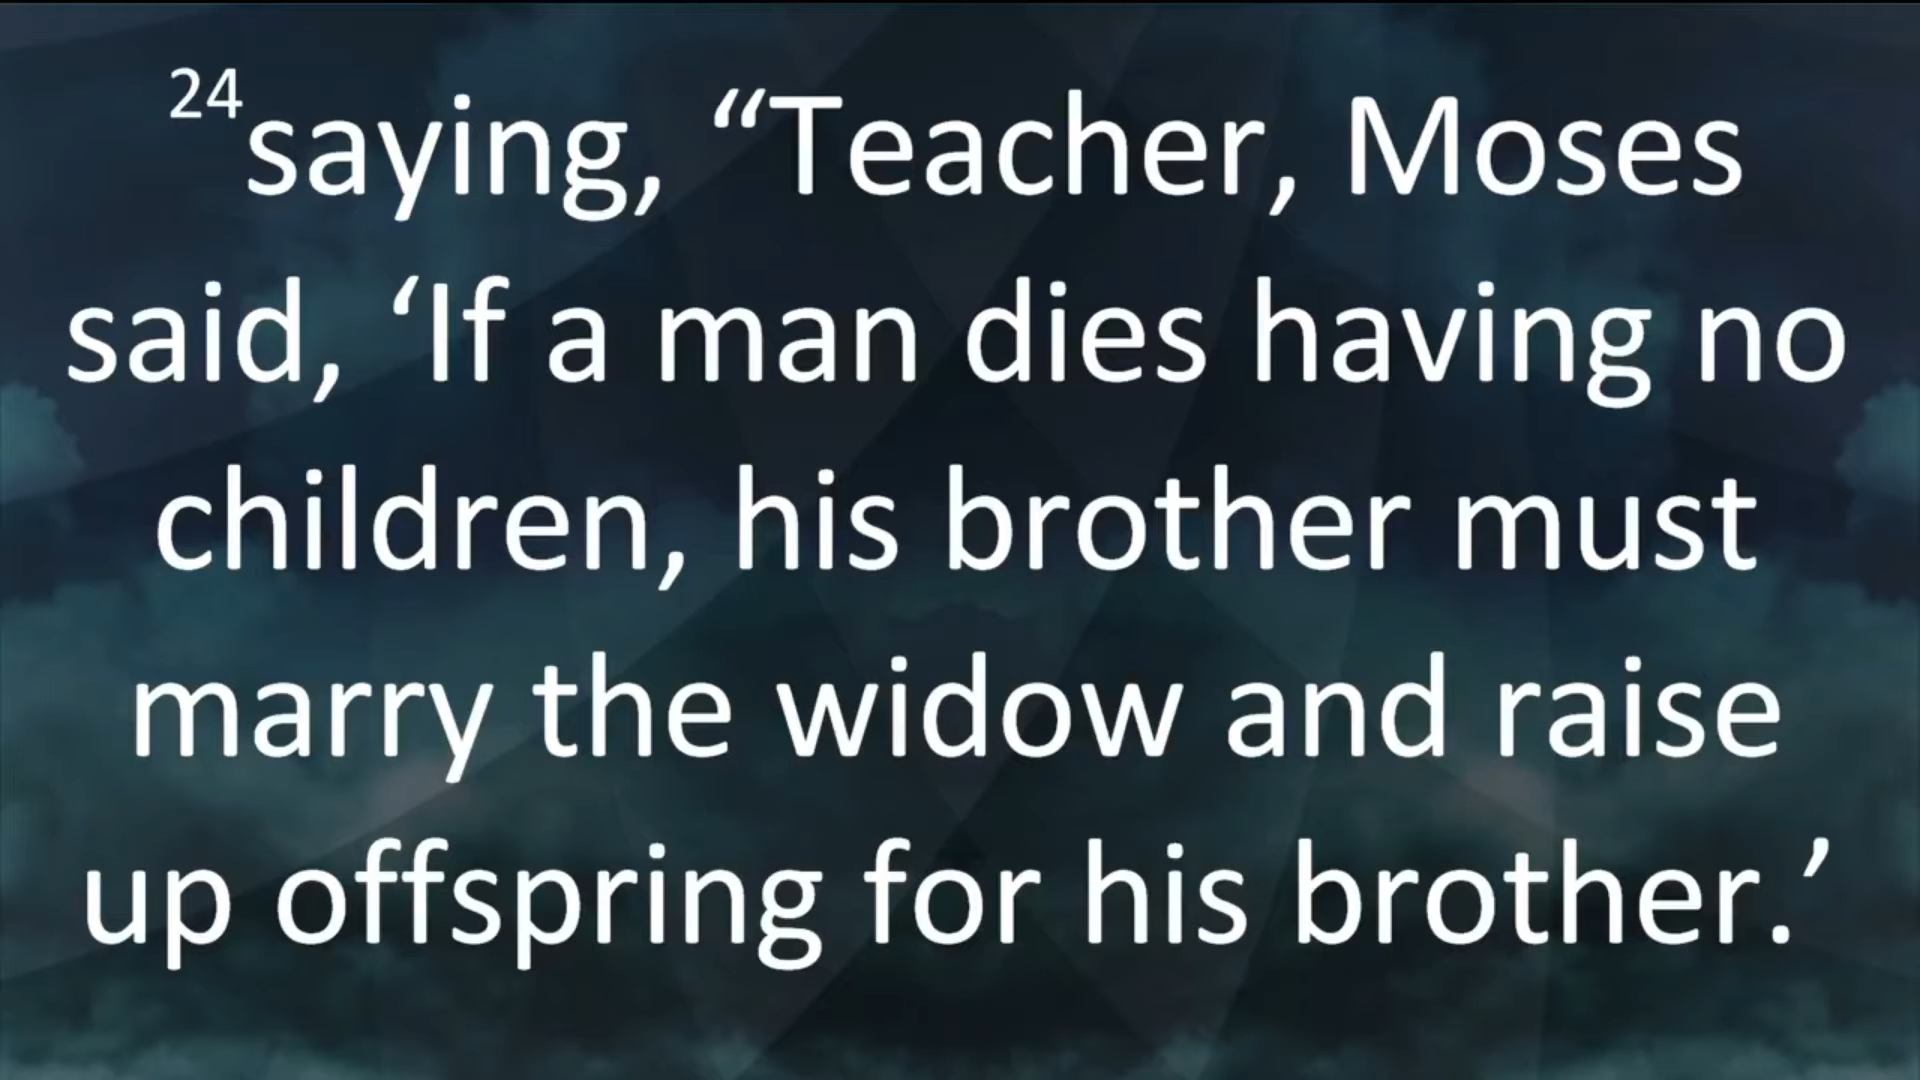 24saying, “Teacher, Moses
said, ‘If a man dies having no
children, his brother must
marry the widow and raise
up offspring for his brother.’